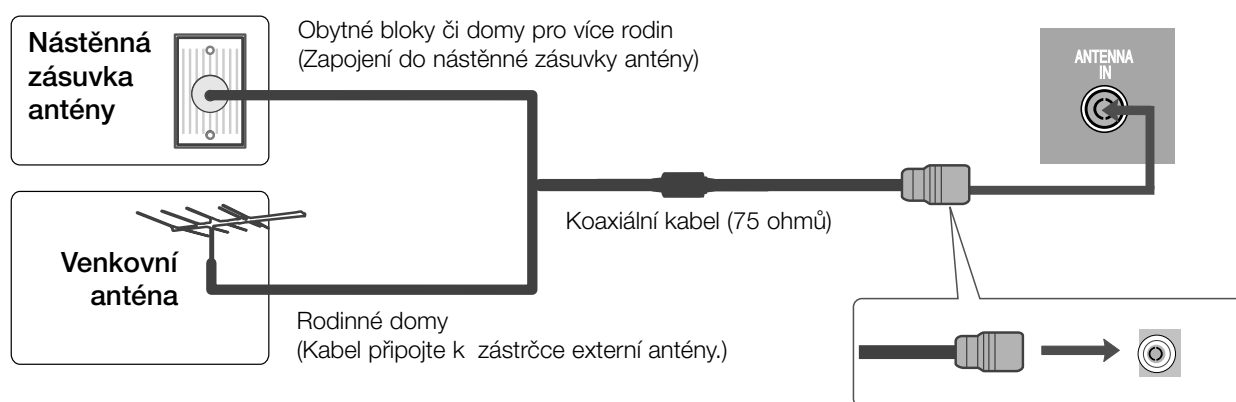 Nástěnná
zásuvka
antény
Obytné bloky či domy pro více rodin
(Zapojení do nástěnné zásuvky antény)
ANTENNA
IN
Koaxiální kabel (75 ohmů)
Venkovní
anténa
Rodinné domy
(Kabel připojte k zástrčce externí antény.)